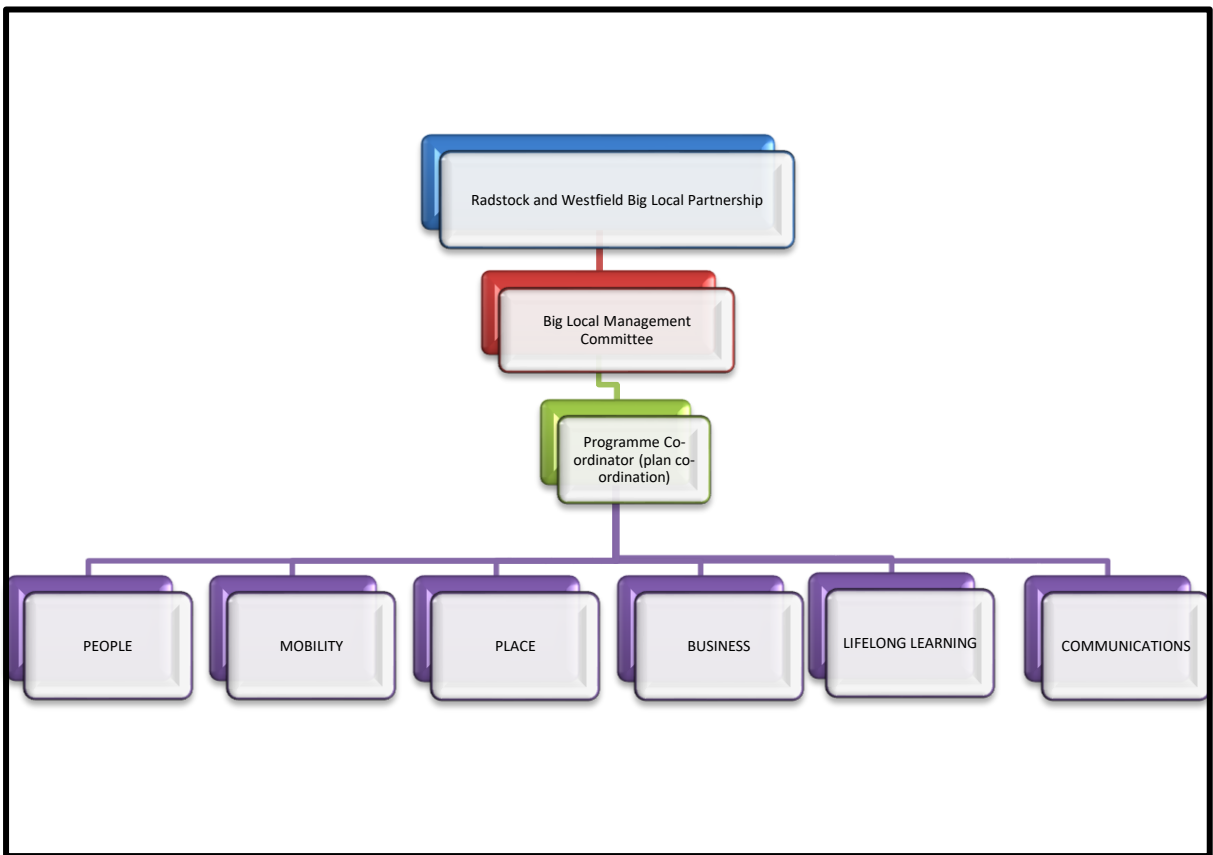 Radstock and Westfield Big Local Partnership
Big Local Management
Committee
Programme Co-
ordinator (plan co-
ordination)
PEOPLE
MOBILITY
PLACE
BUSINESS
LIFELONG LEARNING
COMMUNICATIONS